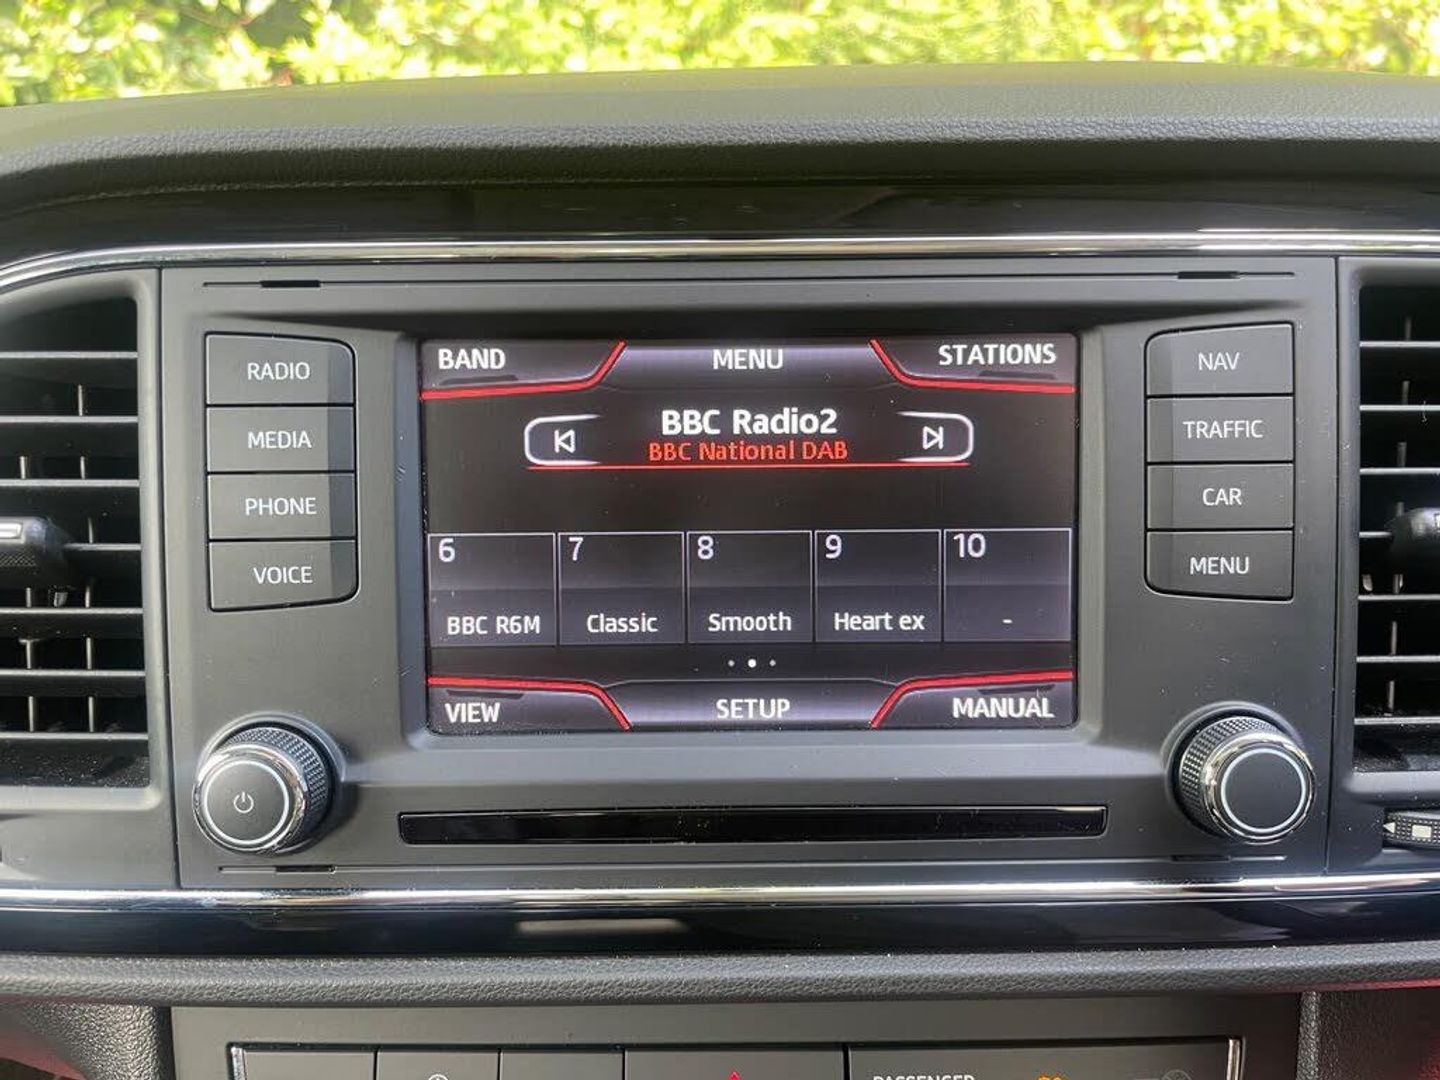 RADIO
MEDIA
PHONE
VOICE
BAND
MENU
STATIONS
BBC Radio2
BBC National DAB
6
7
8
9
10
BBC R6M
Classic
Smooth
Heart ex
-
VIEW
SETUP
MANUAL
NAV
TRAFFIC
CAR
MENU
PASSENGER